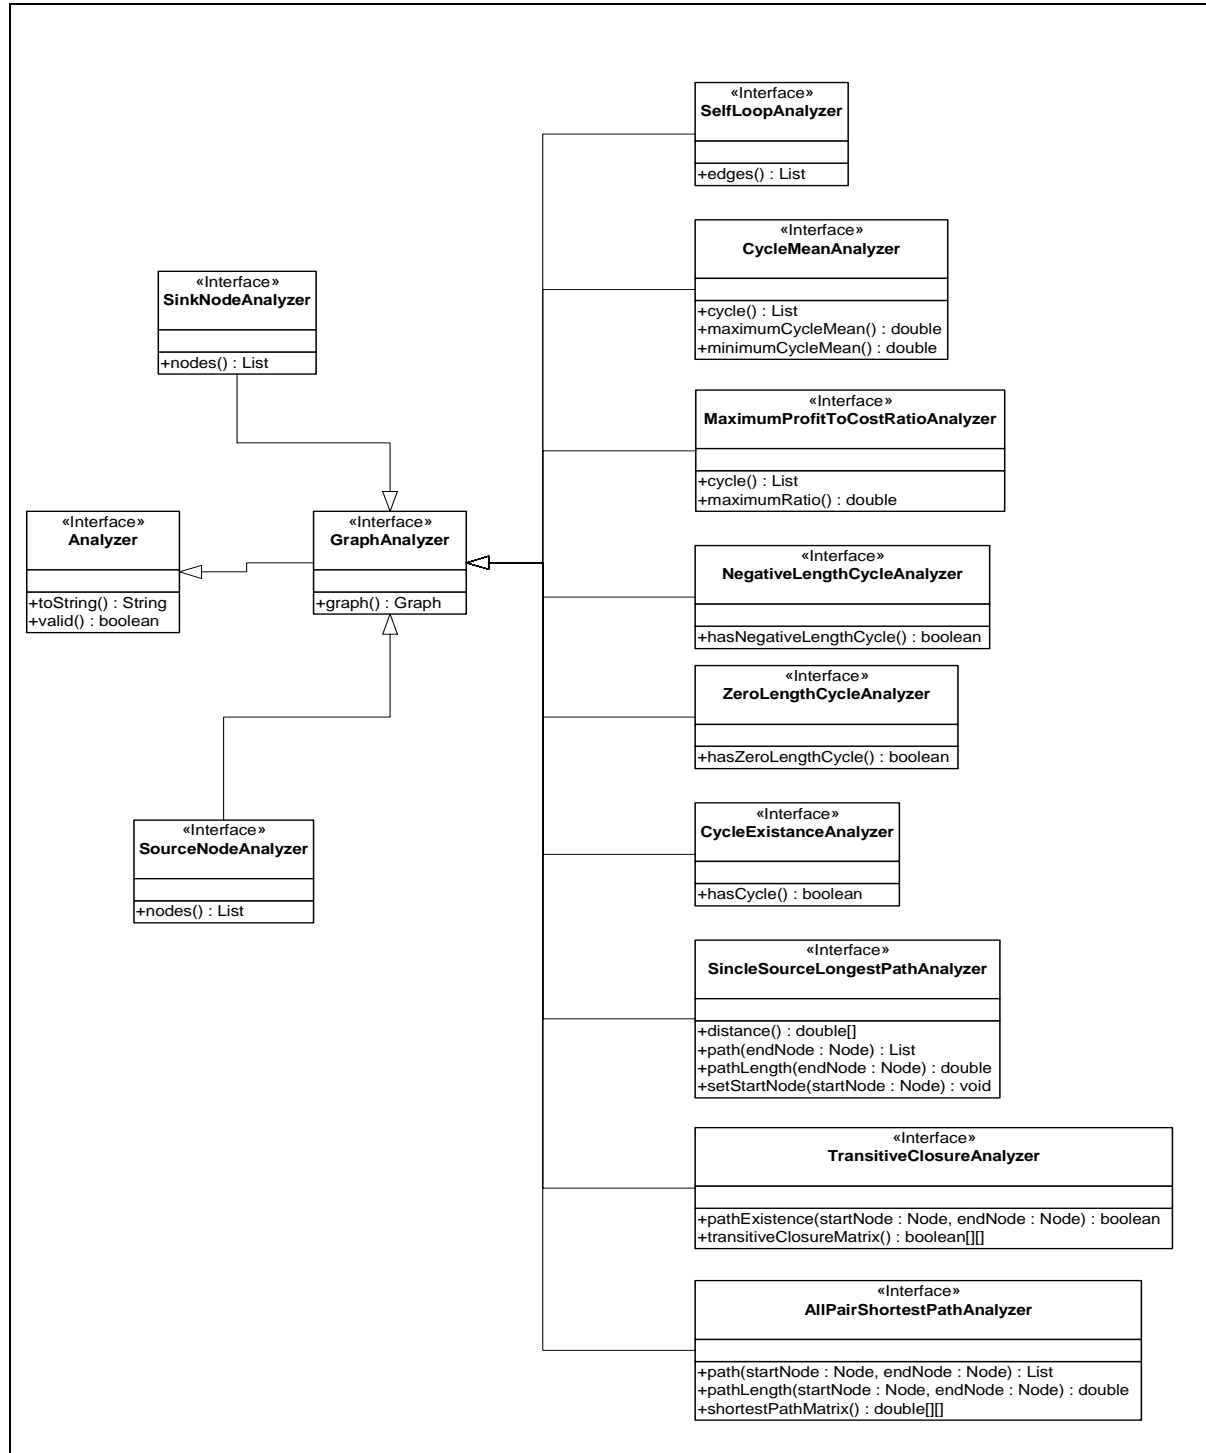 «Interface»
SelfLoopAnalyzer
+edges() : List
«Interface»
CycleMeanAnalyzer
+cycle() : List
+maximumCycleMean() : double
+minimumCycleMean() : double
«Interface»
SinkNodeAnalyzer
+nodes() : List
«Interface»
MaximumProfitToCostRatioAnalyzer
+cycle() : List
+maximumRatio() : double
«Interface»
Analyzer
+toString() : String
+valid() : boolean
«Interface»
GraphAnalyzer
+graph() : Graph
«Interface»
NegativeLengthCycleAnalyzer
+hasNegativeLengthCycle() : boolean
«Interface»
ZeroLengthCycleAnalyzer
+hasZeroLengthCycle() : boolean
«Interface»
SourceNodeAnalyzer
+nodes() : List
«Interface»
CycleExistanceAnalyzer
+hasCycle() : boolean
«Interface»
SincleSourceLongestPathAnalyzer
+distance() : double[]
+path(endNode : Node) : List
+pathLength(endNode : Node) : double
+setStartNode(startNode : Node) : void
«Interface»
TransitiveClosureAnalyzer
+pathExistence(startNode : Node, endNode : Node) : boolean
+transitiveClosureMatrix() : boolean[][]
«Interface»
AllPairShortestPathAnalyzer
+path(startNode : Node, endNode : Node) : List
+pathLength(startNode : Node, endNode : Node) : double
+shortestPathMatrix() : double[][]